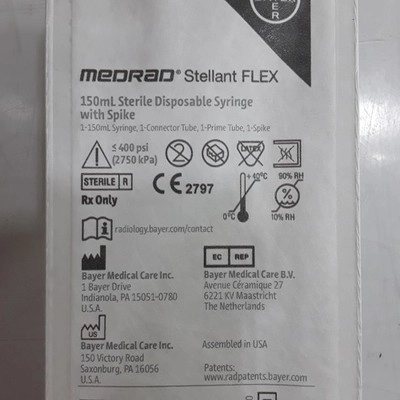 BAYER
E
R
MEDRAD® Stellant FLEX
150mL Sterile Disposable Syringe
with Spike
1-150mL Syringe, 1-Connector Tube, 1-Prime Tube, 1-Spike
≤ 400 psi
(2750 kPa)
2
LATEX
STERILE R
CE 2797
+ 40°C
0°C
90% RH
%
10% RH
Rx Only
radiology.bayer.com/contact
Bayer Medical Care Inc.
1 Bayer Drive
Indianola, PA 15051-0780
U.S.A.
EC REP
Bayer Medical Care B.V.
Avenue Céramique 27
6221 KV Maastricht
The Netherlands
US
Bayer Medical Care Inc.
150 Victory Road
Saxonburg, PA 16056
U.S.A.
Assembled in USA
Patents:
www.radpatents.bayer.com